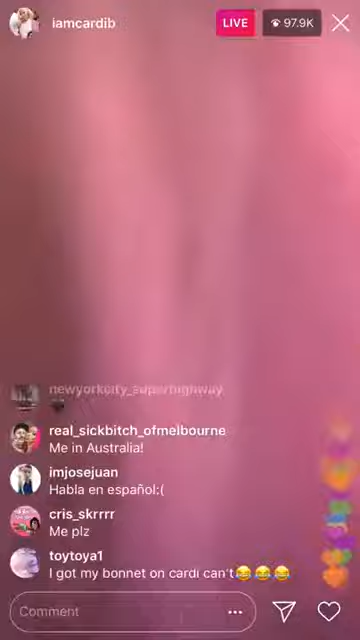 iamcardib
LIVE
97.9K
newyorkcity_superhighway
real_sickbitch_ofmelbourne
Me in Australia!
imjosejuan
Habla en español:(
cris_skrrrr
Me plz
toytoya1
I got my bonnet on cardi can't😂😂😂
Comment